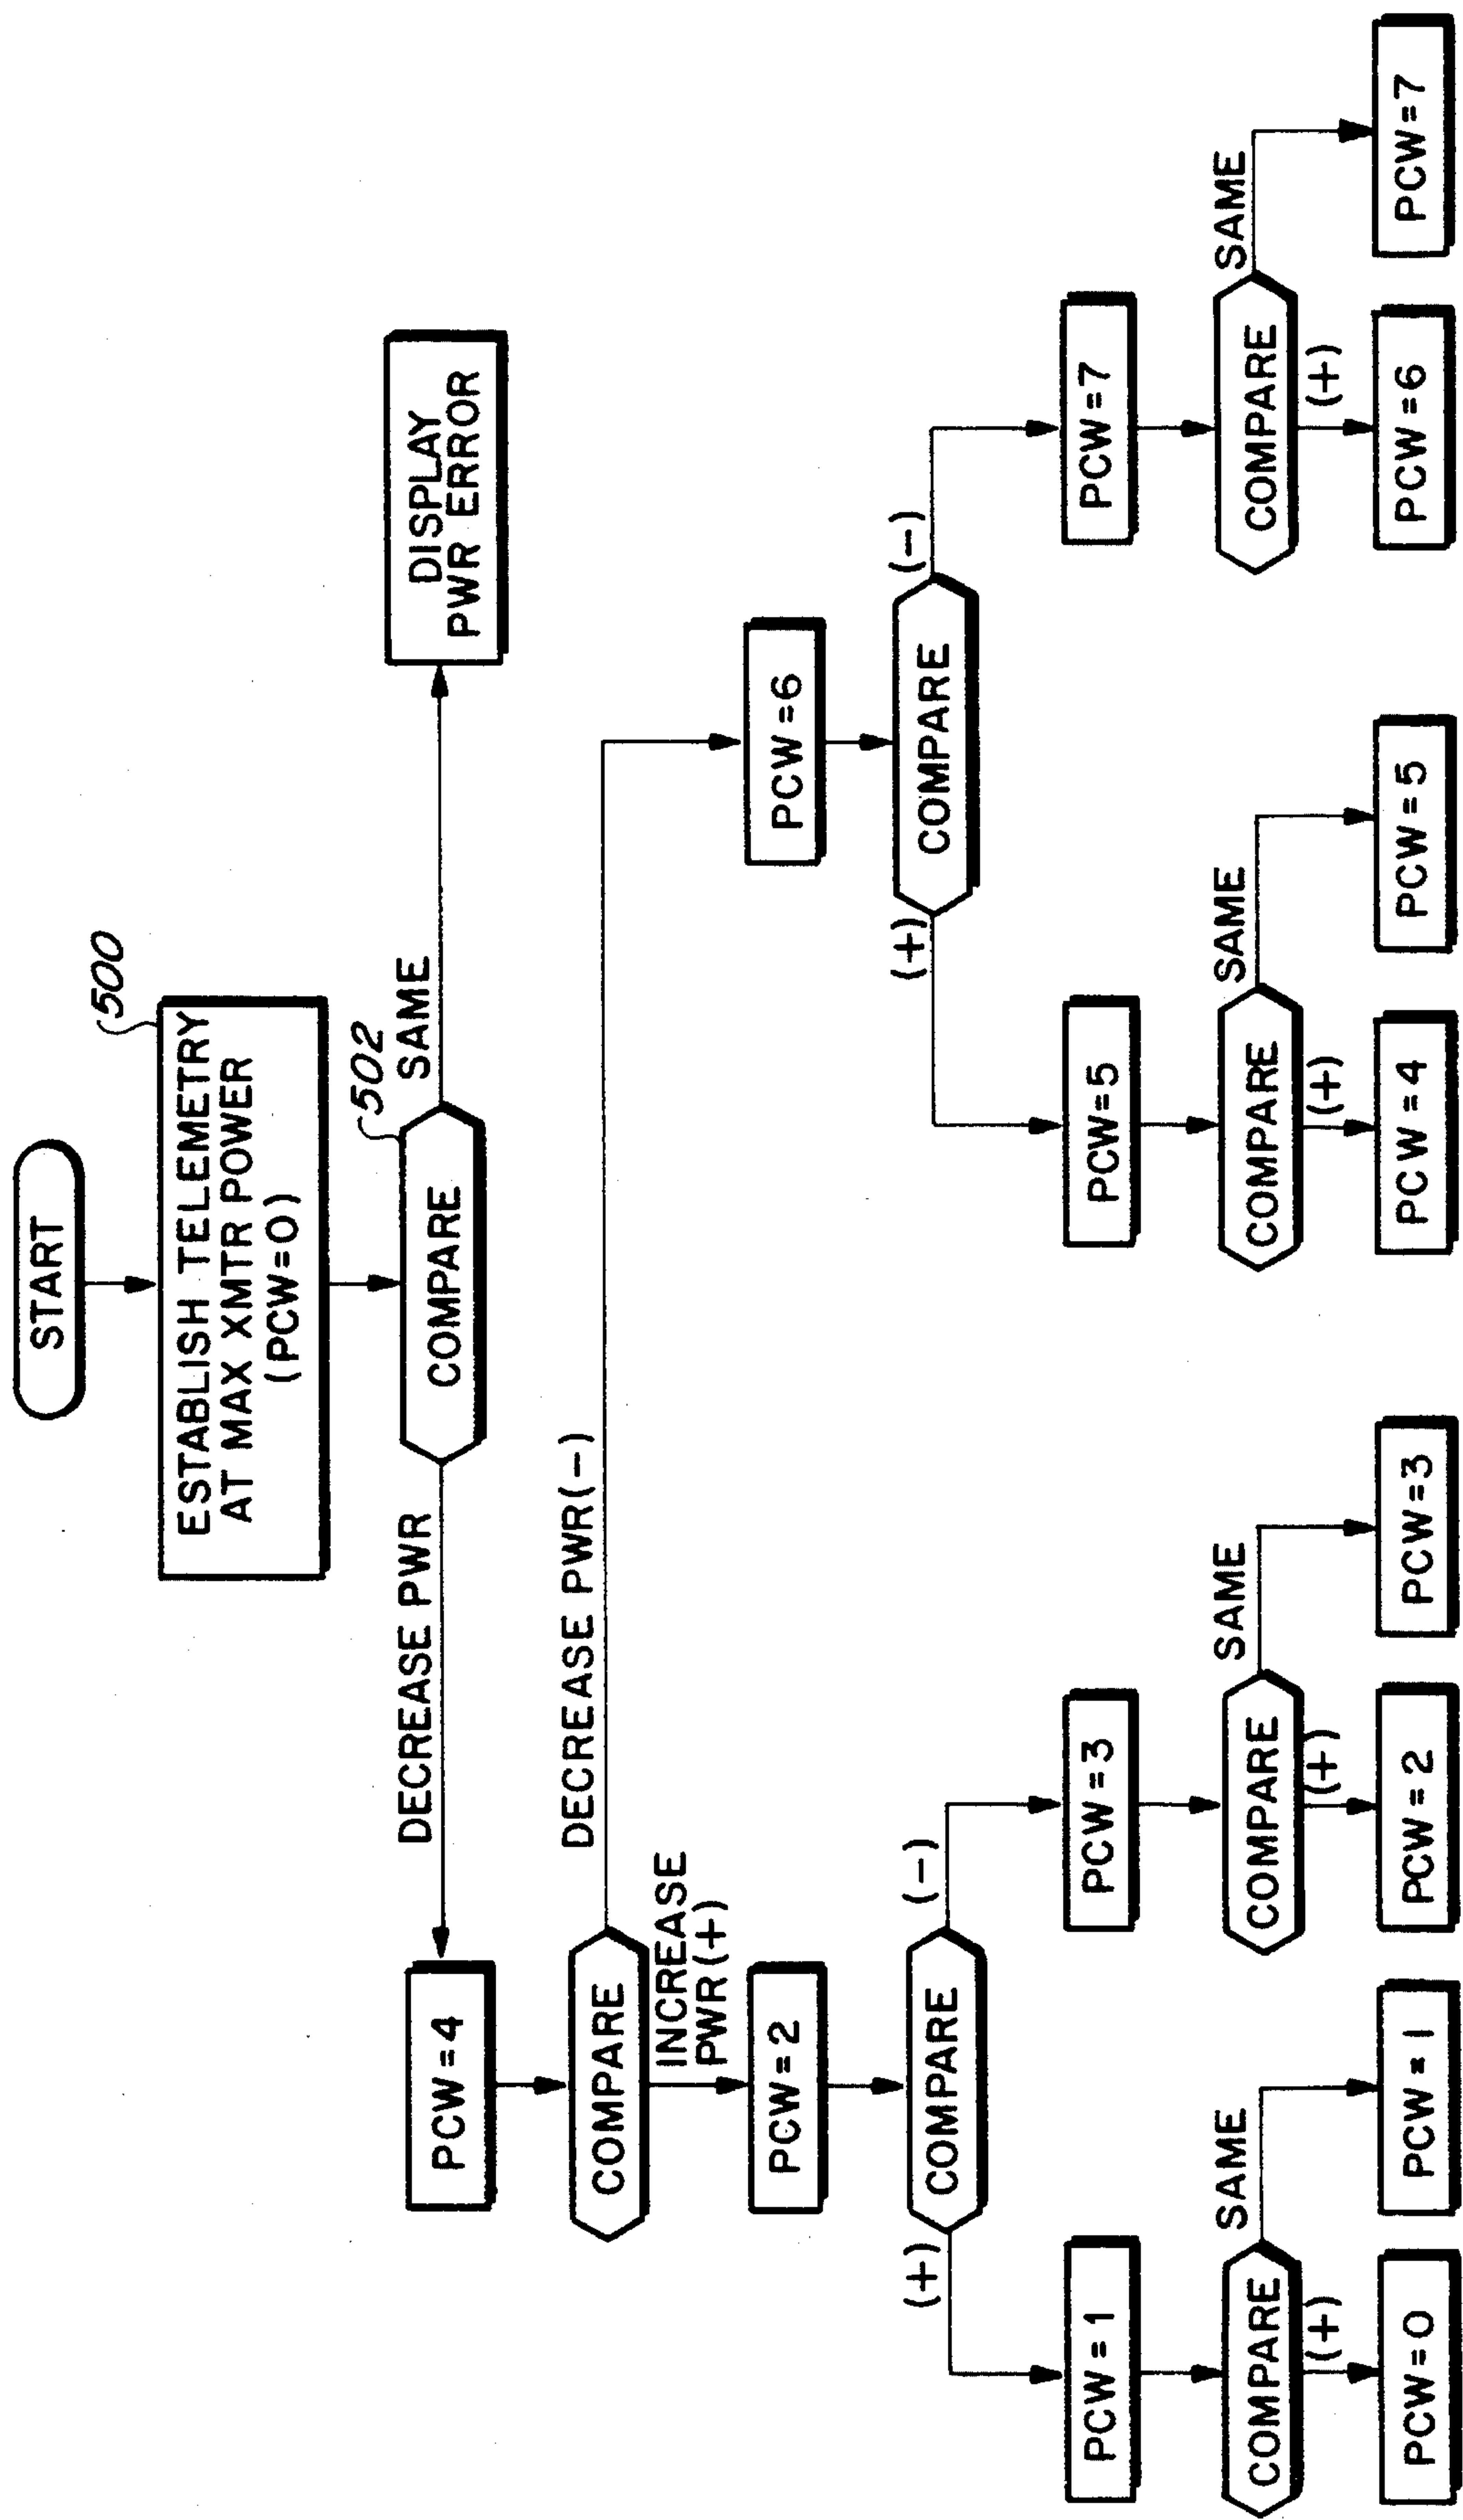 START
500
ESTABLISH TELEMETRY
AT MAX XMTR POWER
(PCW=0)
502
DECREASE PWR
COMPARE
SAME
DISPLAY
PWR ERROR
PCW=4
DECREASE PWR(-)
COMPARE
INCREASE
PWR(+)
PCW=2
PCW=6
(+)
COMPARE
(-)
(+)
COMPARE
(-)
PCW=1
PCW=3
PCW=5
PCW=7
COMPARE
SAME
COMPARE
SAME
COMPARE
SAME
COMPARE
SAME
(+)
(+)
(+)
(+)
PCW=0
PCW=1
PCW=2
PCW=3
PCW=4
PCW=5
PCW=6
PCW=7